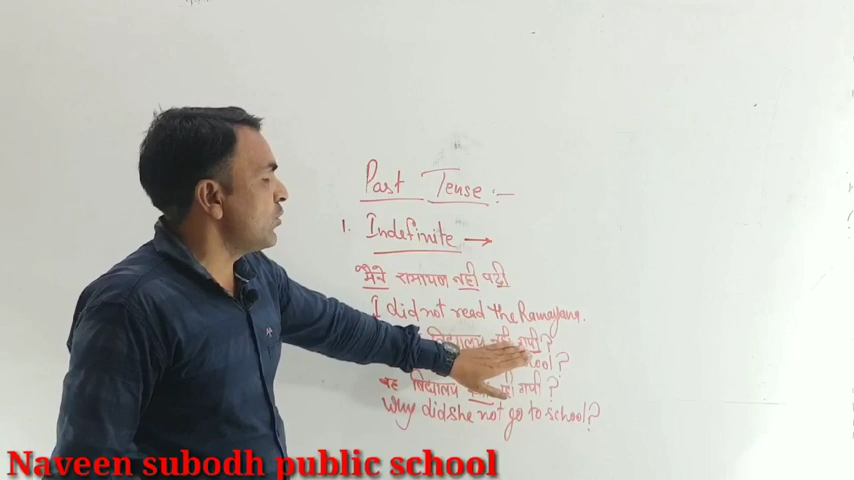 Past Tense :-
1. Indefinite →
मैने रामायण नही पढ़ी
I did not read the Ramayana.
विद्यालय नही गयी?
school?
वह विद्यालय नही गयी?
Why did she not go to school?
Naveen subodh public school